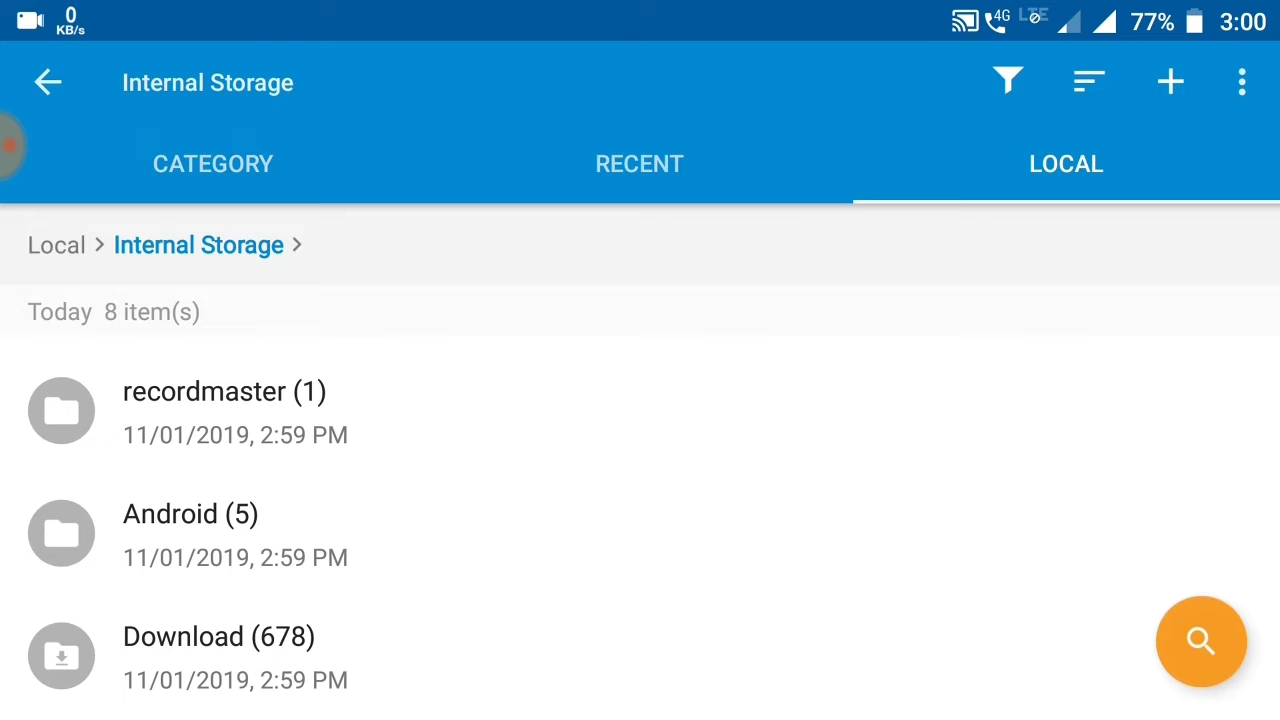 0
KB/s
4G
LTE
77%
3:00
Internal Storage
CATEGORY
RECENT
LOCAL
Local > Internal Storage >
Today 8 item(s)
recordmaster (1)
11/01/2019, 2:59 PM
Android (5)
11/01/2019, 2:59 PM
Download (678)
11/01/2019, 2:59 PM